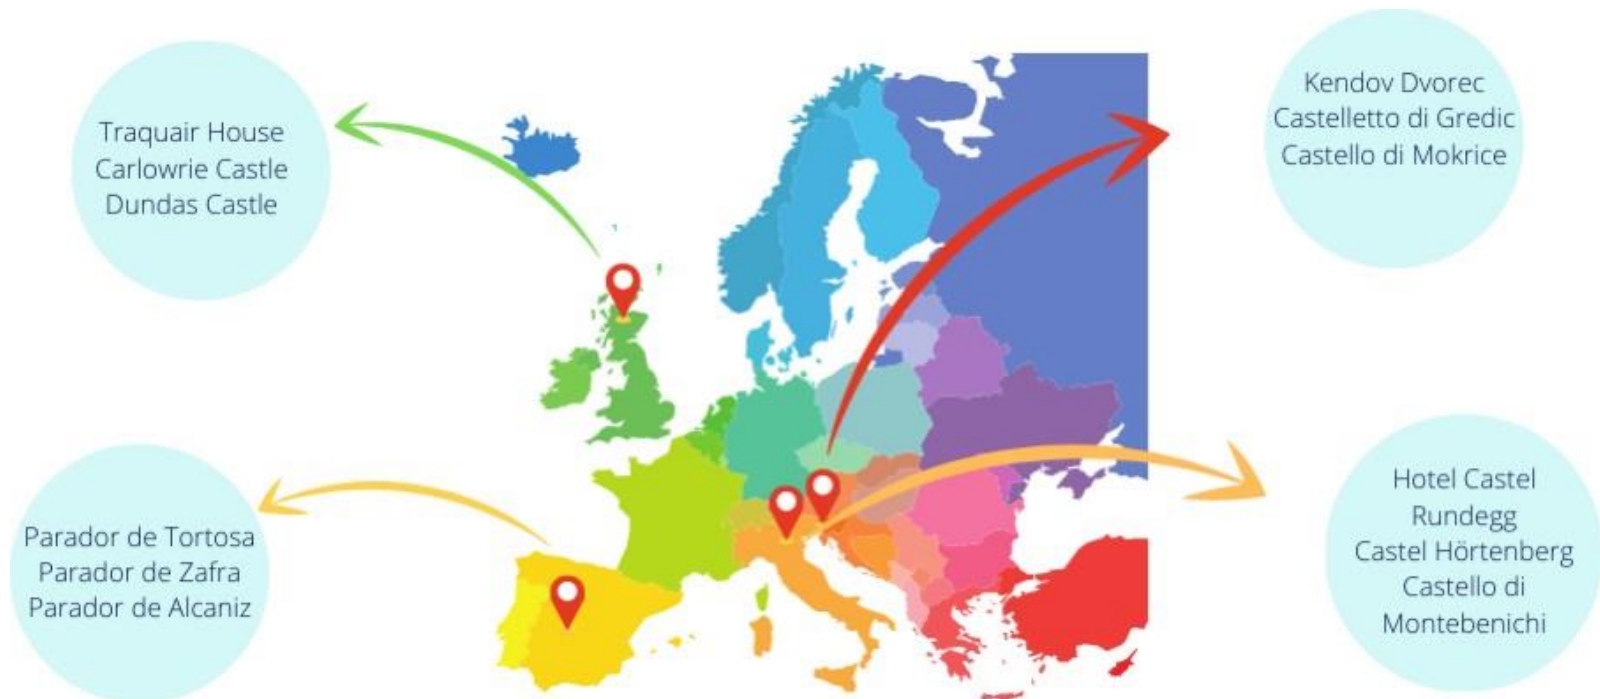 Traquair House
Carlowrie Castle
Dundas Castle
Kendov Dvorec
Castelletto di Gredic
Castello di Mokrice
Parador de Tortosa
Parador de Zafra
Parador de Alcaniz
Hotel Castel
Rundegg
Castel Hörtenberg
Castello di
Montebenichi